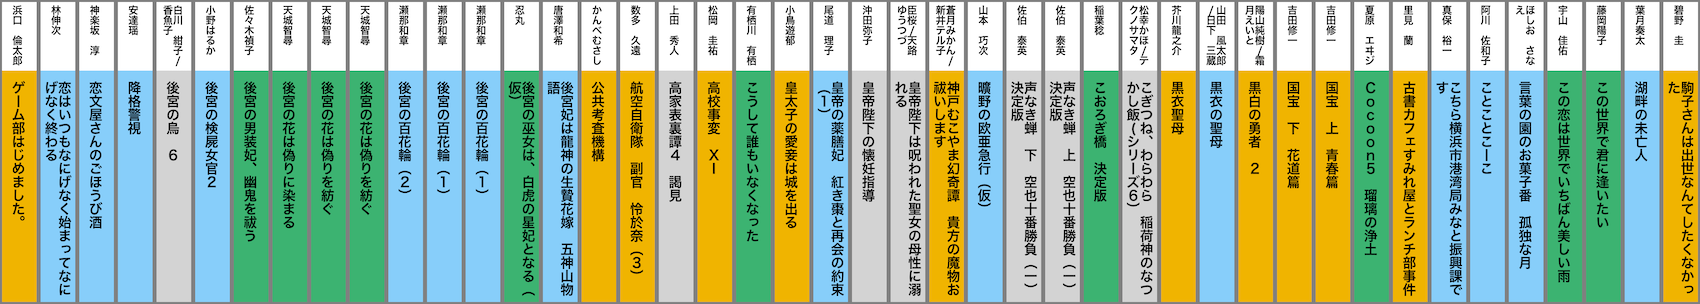 碧野　圭
駒子さんは出世なんてしたくなかっ
た
葉月奏太
湖畔の未亡人
藤岡陽子
この世界で君に逢いたい
宇山　佳佑
この恋は世界でいちばん美しい雨
ほしお　さな
え
言葉の園のお菓子番　孤独な月
阿川　佐和子
ことことこーこ
真保　裕一
こちら横浜市港湾局みなと振興課で
す
里見　蘭
古書カフェすみれ屋とランチ部事件
夏原　エヰジ
Ｃｏｃｏｏｎ５　瑠璃の浄土
吉田修一
国宝　上　青春篇
吉田修一
国宝　下　花道篇
陽山純樹/霜
月えいと
黒白の勇者　２
山田　風太郎
/日下　三蔵
黒衣の聖母
芥川龍之介
黒衣聖母
松幸かほ/テ
クノサマタ
こぎつね、わらわら　稲荷神のなつ
かし飯(シリーズ６)
稲葉稔
こおろぎ橋　決定版
佐伯　泰英
声なき蝉　上　空也十番勝負（一）
決定版
佐伯　泰英
声なき蝉　下　空也十番勝負（一）
決定版
山本　巧次
曠野の欧亜急行（仮）
蒼月みかん/
新井テル子
神戸むこやま幻奇譚　貴方の魔物お
祓いします
臣桜/天路
ゆうつづ
皇帝陛下は呪われた聖女の母性に溺
れる
沖田弥子
皇帝陛下の懐妊指導
尾道　理子
皇帝の薬膳妃　紅き棗と再会の約束
（１）
小鳥遊郁
皇太子の愛妾は城を出る
有栖川　有栖
こうして誰もいなくなった
松岡　圭祐
高校事変　ⅩⅠ
上田　秀人
高家表裏譚４　謁見
数多　久遠
航空自衛隊　副官　怜於奈（３）
かんべむさし
公共考査機構
唐澤和希
後宮妃は龍神の生贄花嫁　五神山物
語
忍丸
後宮の巫女は、白虎の星妃となる（
仮）
瀬那和章
後宮の百花輪（１）
瀬那和章
後宮の百花輪（１）
瀬那和章
後宮の百花輪（２）
天城智尋
後宮の花は偽りを紡ぐ
天城智尋
後宮の花は偽りを紡ぐ
天城智尋
後宮の花は偽りに染まる
佐々木禎子
後宮の男装妃、幽鬼を祓う
小野はるか
後宮の検屍女官２
白川　紺子/
香魚子
後宮の烏　６
安達瑶
降格警視
神楽坂　淳
恋文屋さんのごほうび酒
林伸次
恋はいつもなにげなく始まってなに
げなく終わる
浜口　倫太郎
ゲーム部はじめました。